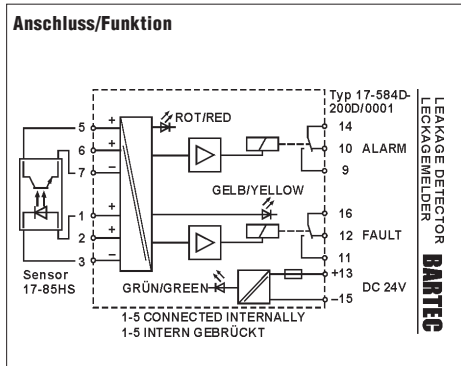 Anschluss/Funktion
Typ 17-584D-
200D/0001
ROT/RED
5
+
14
6
+
10 ALARM
7
−
9
GELB/YELLOW
1
+
16
2
+
12 FAULT
3
−
11
Sensor
17-85HS
GRÜN/GREEN
+13
DC 24V
−15
1-5 CONNECTED INTERNALLY
1-5 INTERN GEBRÜCKT
LEAKAGE DETECTOR
LECKAGEMELDER
BARTEC